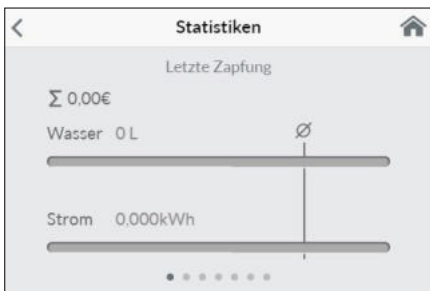 Statistiken
Letzte Zapfung
Σ 0,00€
Wasser 0 L Ø
Strom 0,000kWh